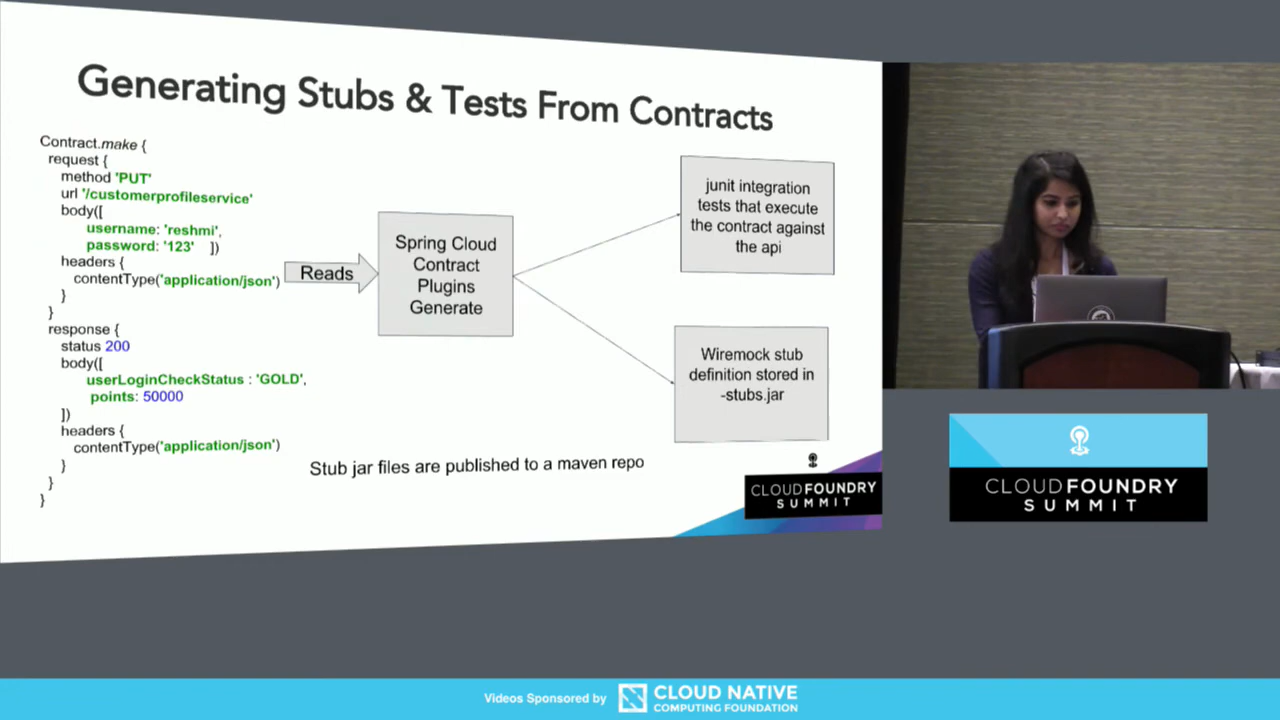 Generating Stubs & Tests From Contracts
Contract.make {
request {
method 'PUT'
url '/customerprofileservice'
body([
username: 'reshmi',
password: '123' ])
headers {
contentType('application/json')
}
}
response {
status 200
body([
userLoginCheckStatus : 'GOLD',
points: 50000
])
headers {
contentType('application/json')
}
}
}
Reads
Spring Cloud
Contract
Plugins
Generate
junit integration
tests that execute
the contract against
the api
Wiremock stub
definition stored in
-stubs.jar
Stub jar files are published to a maven repo
CLOUD FOUNDRY
SUMMIT
CLOUD FOUNDRY
SUMMIT
Videos Sponsored by
CLOUD NATIVE
COMPUTING FOUNDATION